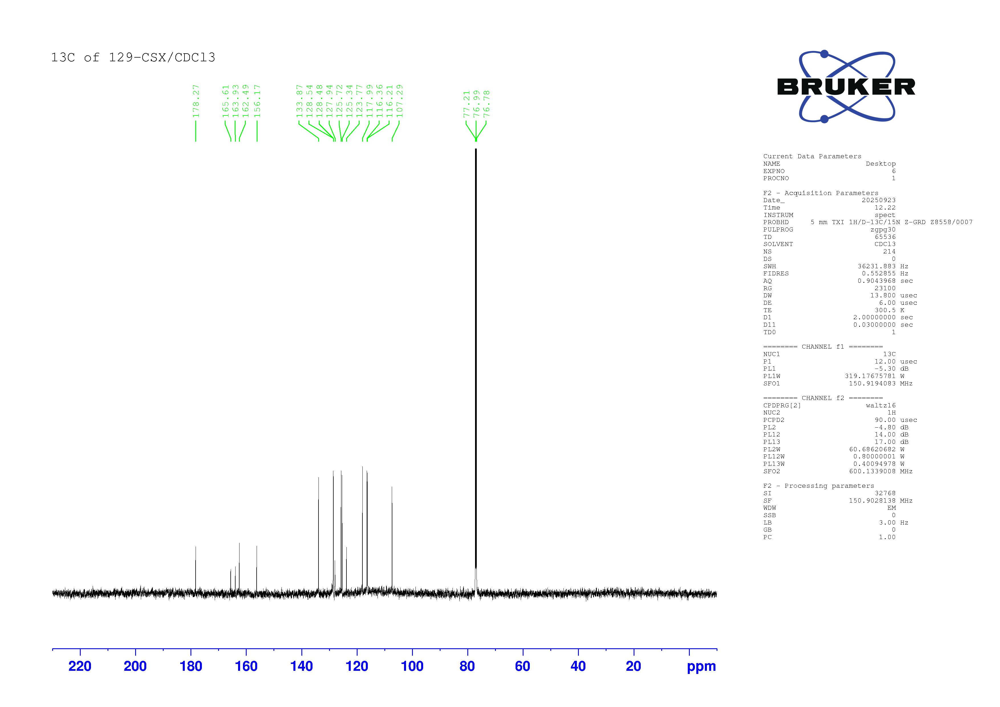 13C of 129-CSX/CDCl3
178.27
165.61
163.93
162.49
156.17
133.87
128.54
128.48
127.94
125.72
125.34
123.77
117.99
116.36
116.21
107.29
77.21
76.99
76.78
BRUKER
Current Data Parameters
NAME Desktop
EXPNO 6
PROCNO 1
F2 - Acquisition Parameters
Date_ 20250923
Time 12.22
INSTRUM spect
PROBHD 5 mm TXI 1H/D-13C/15N Z-GRD Z8558/0007
PULPROG zgpg30
TD 65536
SOLVENT CDCl3
NS 214
DS 0
SWH 36231.883 Hz
FIDRES 0.552855 Hz
AQ 0.9043968 sec
RG 23100
DW 13.800 usec
DE 6.00 usec
TE 300.5 K
D1 2.00000000 sec
D11 0.03000000 sec
TD0 1
======== CHANNEL f1 ========
NUC1 13C
P1 12.00 usec
PL1 -5.30 dB
PL1W 319.17675781 W
SFO1 150.9194083 MHz
======== CHANNEL f2 ========
CPDPRG[2] waltz16
NUC2 1H
PCPD2 90.00 usec
PL2 -4.80 dB
PL12 14.00 dB
PL13 17.00 dB
PL2W 60.68620682 W
PL12W 0.80000001 W
PL13W 0.40094978 W
SFO2 600.1339008 MHz
F2 - Processing parameters
SI 32768
SF 150.9028138 MHz
WDW EM
SSB 0
LB 3.00 Hz
GB 0
PC 1.00
220 200 180 160 140 120 100 80 60 40 20 ppm